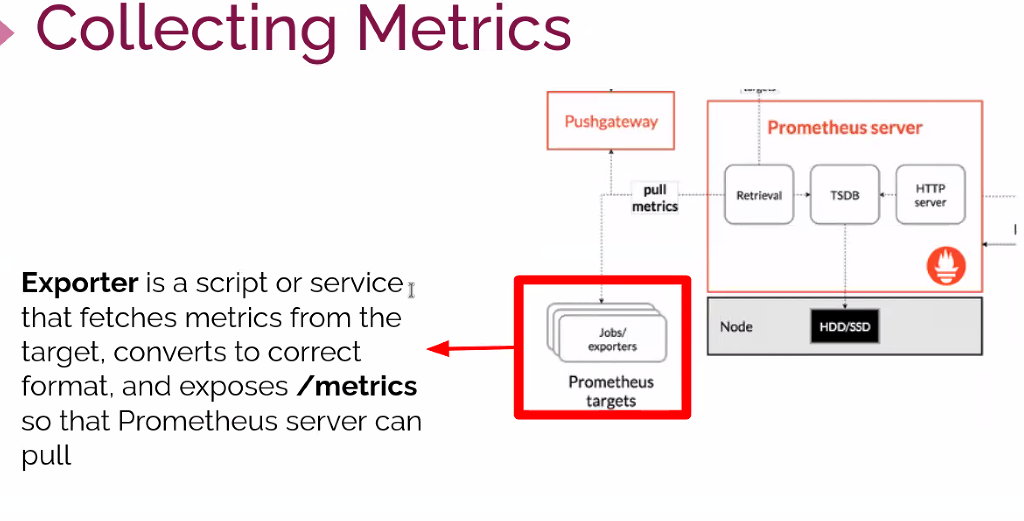 Collecting Metrics
targets
Pushgateway
Prometheus server
pull
metrics
Retrieval
TSDB
HTTP
server
Exporter is a script or service
that fetches metrics from the
target, converts to correct
format, and exposes /metrics
so that Prometheus server can
pull
Jobs/
exporters
Prometheus
targets
Node
HDD/SSD